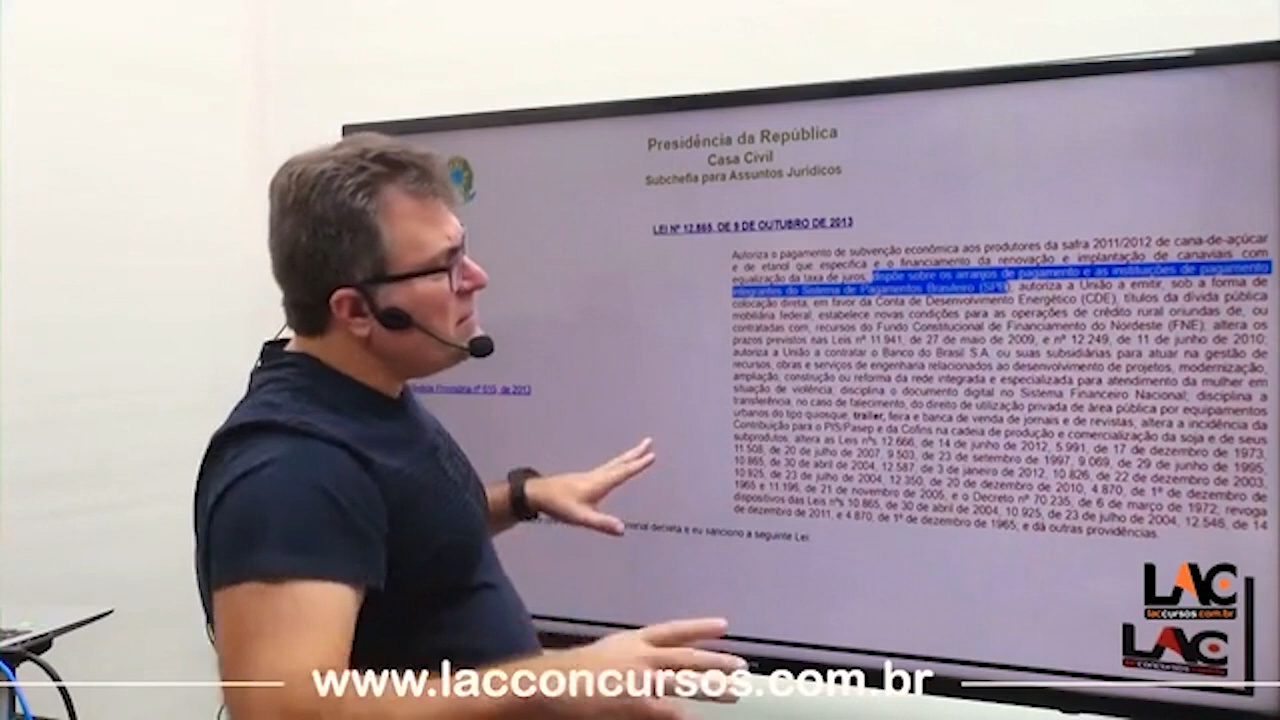 Presidência da República
Casa Civil
Subchefia para Assuntos Jurídicos
LEI Nº 12.865, DE 9 DE OUTUBRO DE 2013
Autoriza o pagamento de subvenção econômica aos produtores da safra 2011/2012 de cana-de-açúcar
e de etanol que especifica e o financiamento da renovação e implantação de canaviais com
equalização da taxa de juros; dispõe sobre os arranjos de pagamento e as instituições de pagamento
integrantes do Sistema de Pagamentos Brasileiro (SPB); autoriza a União a emitir, sob a forma de
colocação direta, em favor da Conta de Desenvolvimento Energético (CDE), títulos da dívida pública
mobiliária federal; estabelece novas condições para as operações de crédito rural oriundas de, ou
contratadas com, recursos do Fundo Constitucional de Financiamento do Nordeste (FNE); altera os
prazos previstos nas Leis nº 11.941, de 27 de maio de 2009, e nº 12.249, de 11 de junho de 2010;
autoriza a União a contratar o Banco do Brasil S.A. ou suas subsidiárias para atuar na gestão de
recursos, obras e serviços de engenharia relacionados ao desenvolvimento de projetos, modernização,
ampliação, construção ou reforma da rede integrada e especializada para atendimento da mulher em
situação de violência; disciplina o documento digital no Sistema Financeiro Nacional; disciplina a
transferência, no caso de falecimento, do direito de utilização privada de área pública por equipamentos
urbanos do tipo quiosque, trailer, feira e banca de venda de jornais e revistas; altera a incidência da
Contribuição para o PIS/Pasep e da Cofins na cadeia de produção e comercialização da soja e de seus
subprodutos; altera as Leis nºs 12.666, de 14 de junho de 2012, 5.991, de 17 de dezembro de 1973,
11.508, de 20 de julho de 2007, 9.503, de 23 de setembro de 1997, 9.069, de 29 de junho de 1995,
10.865, de 30 de abril de 2004, 12.587, de 3 de janeiro de 2012, 10.826, de 22 de dezembro de 2003,
10.925, de 23 de julho de 2004, 12.350, de 20 de dezembro de 2010, 4.870, de 1º de dezembro de
1965 e 11.196, de 21 de novembro de 2005, e o Decreto nº 70.235, de 6 de março de 1972; revoga
dispositivos das Leis nºs 10.865, de 30 de abril de 2004, 10.925, de 23 de julho de 2004, 12.546, de 14
de dezembro de 2011, e 4.870, de 1º de dezembro de 1965; e dá outras providências.
Provisória nº 615, de 2013
decreta e eu sanciono a seguinte Lei:
LAC
laccursos.com.br
LAC
www.lacconcursos.com.br